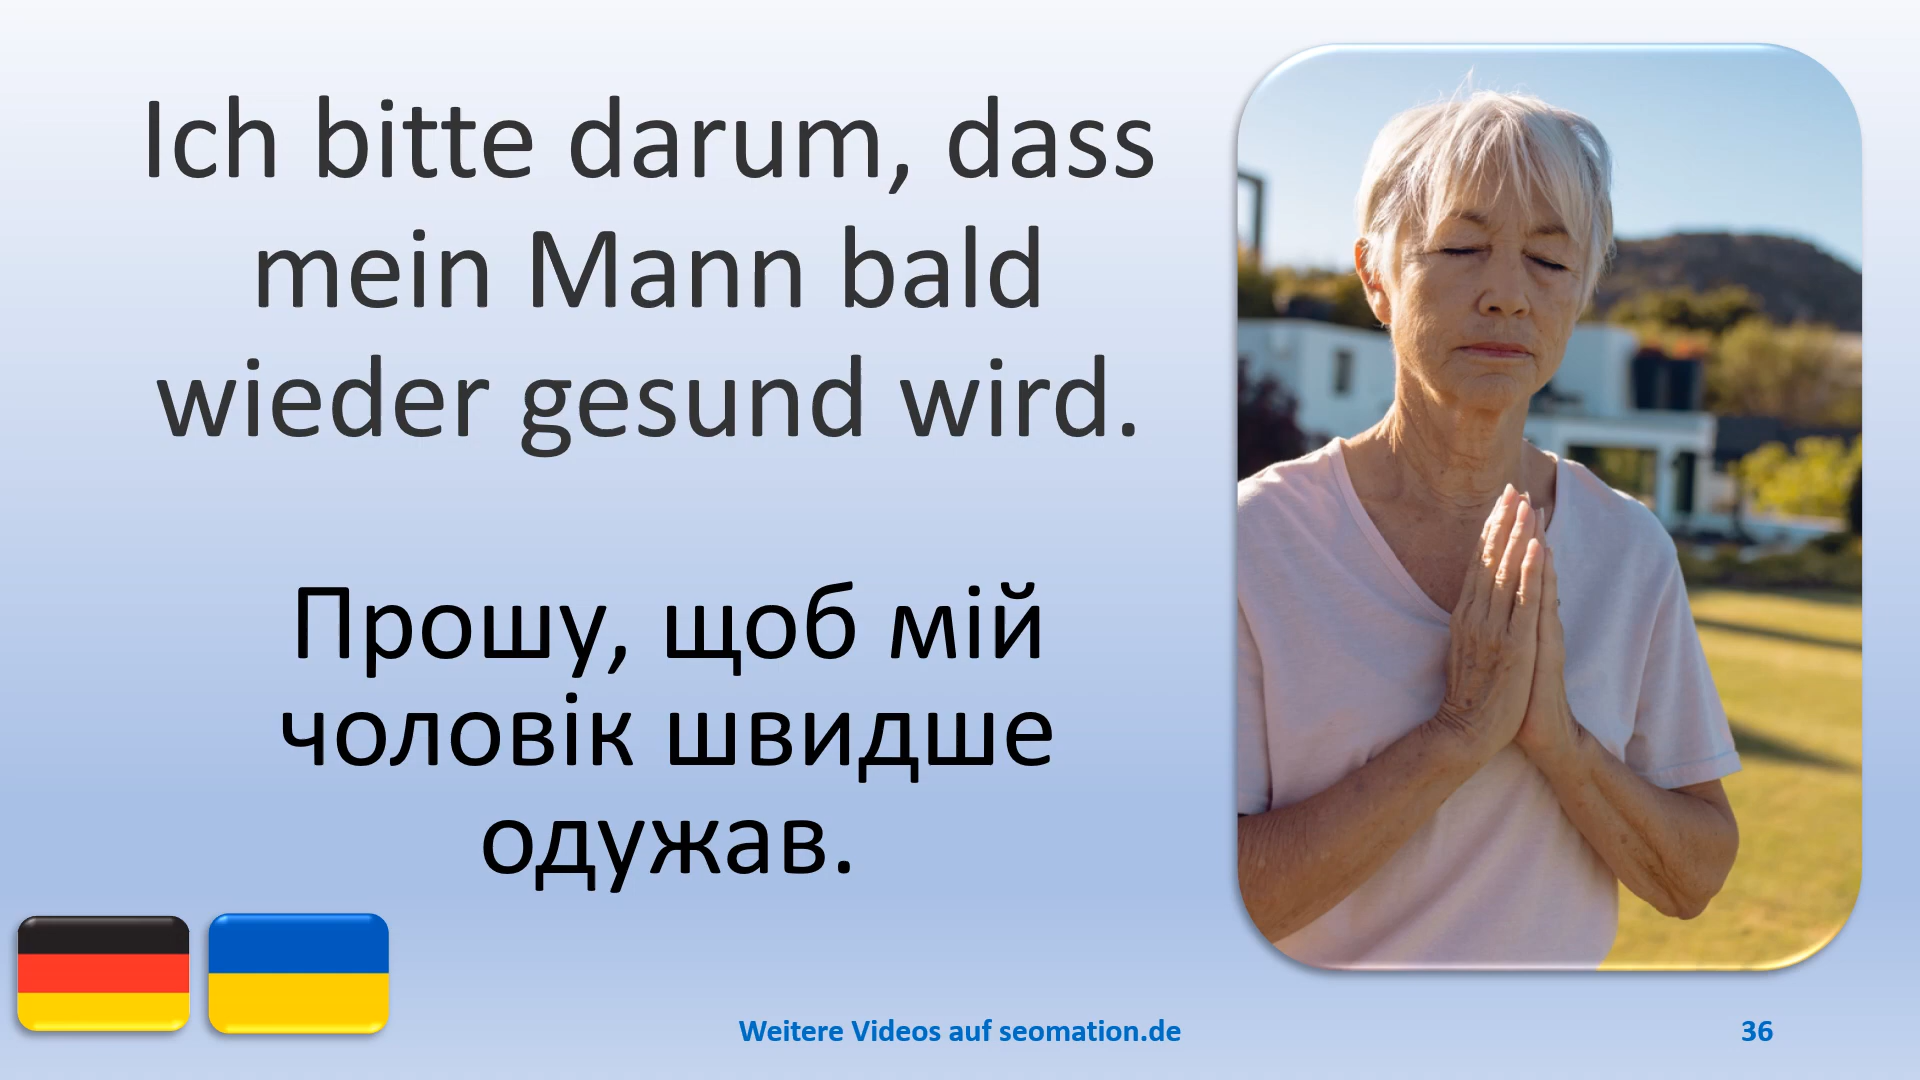 Ich bitte darum, dass
mein Mann bald
wieder gesund wird.
Прошу, щоб мій
чоловік швидше
одужав.
Weitere Videos auf seomation.de
36